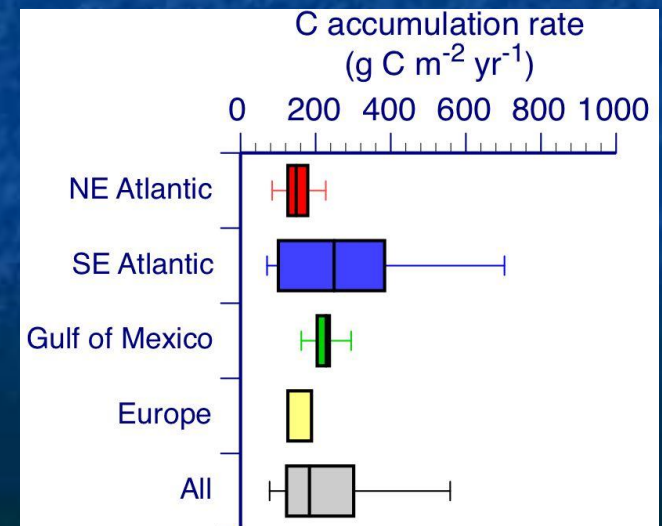 C accumulation rate
(g C m⁻² yr⁻¹)
0 200 400 600 800 1000
NE Atlantic
SE Atlantic
Gulf of Mexico
Europe
All